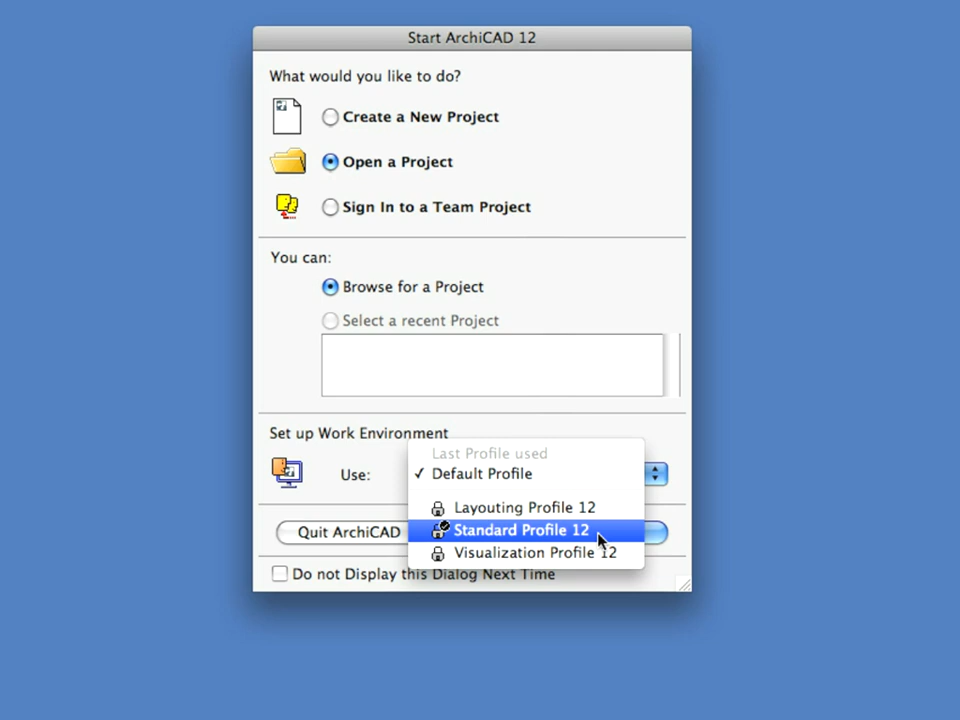 Start ArchiCAD 12
What would you like to do?
Create a New Project
Open a Project
Sign In to a Team Project
You can:
Browse for a Project
Select a recent Project
Set up Work Environment
Last Profile used
Use:
Default Profile
Layouting Profile 12
Standard Profile 12
Quit ArchiCAD
Visualization Profile 12
Do not Display this Dialog Next Time